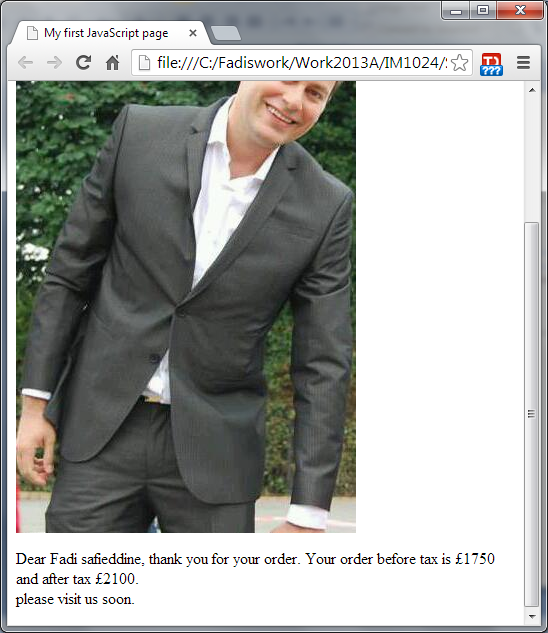 My first JavaScript page
file:///C:/Fadiswork/Work2013A/IM1024/
???
Dear Fadi safieddine, thank you for your order. Your order before tax is £1750
and after tax £2100.
please visit us soon.